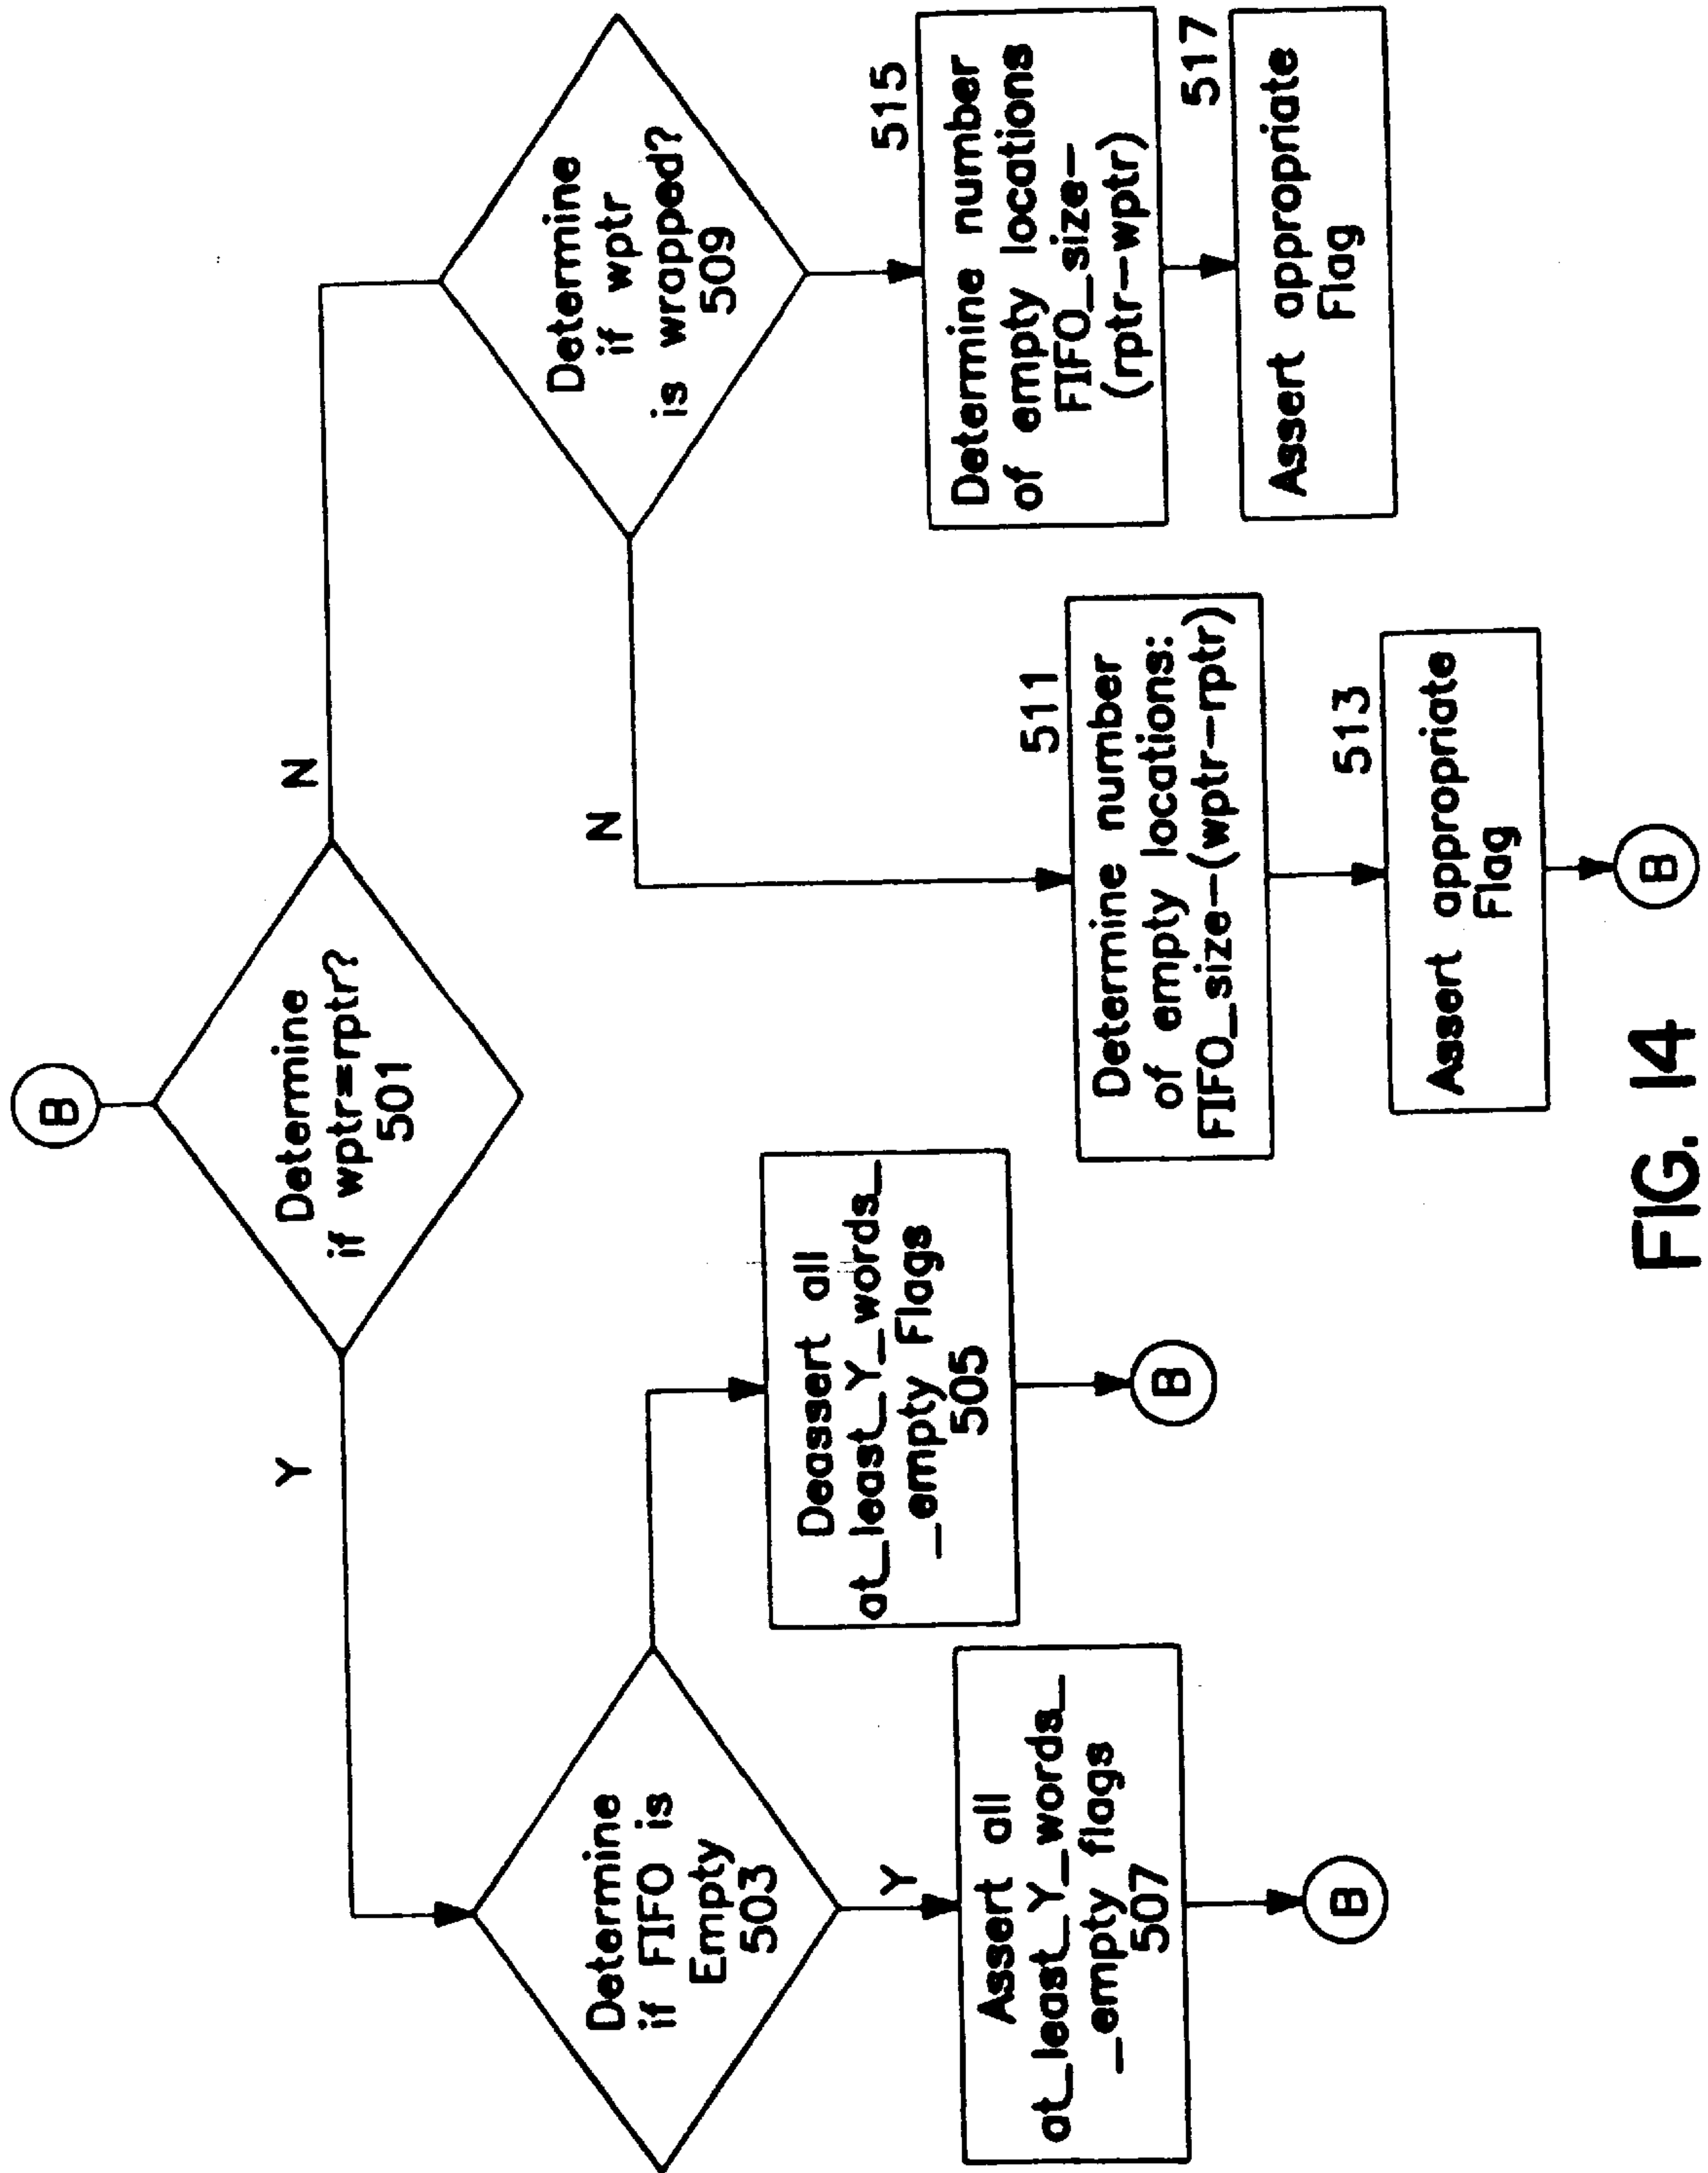 B
Determine
if wptr=rptr?
501
Y
N
Determine
if FIFO is
Empty
503
Y
Deassert all
at_least_Y_words_
_empty Flags
505
B
Assert all
at_least_Y_words_
_empty flags
507
B
Determine
if wptr
is wrapped?
509
N
511
Determine number
of empty locations:
FIFO_size-(wptr-rptr)
513
Assert appropriate
Flag
B
515
Determine number
of empty locations
FIFO_size-
(rptr-wptr)
517
Assert appropriate
Flag
FIG. 14